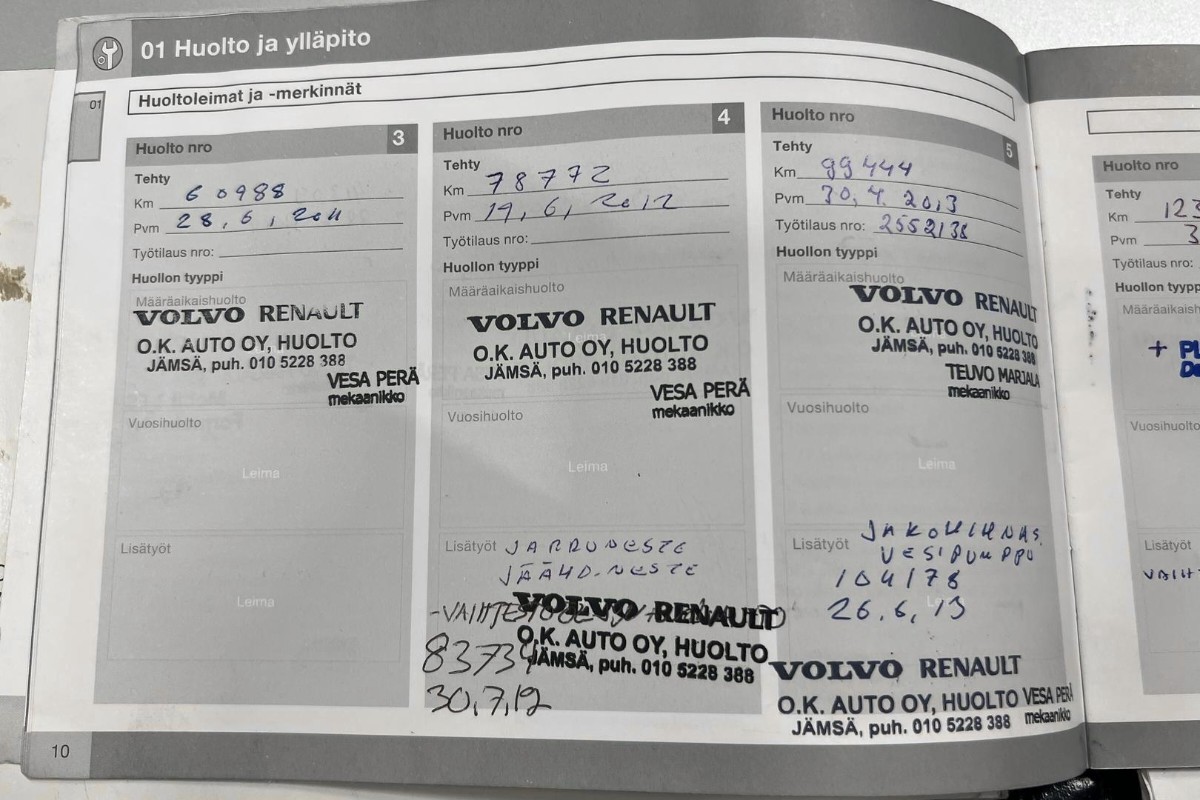 01 Huolto ja ylläpito
01
Huoltoleimat ja -merkinnät
Huolto nro 3
Tehty
Km 60988
Pvm 28.6.2011
Työtilaus nro:
Huollon tyyppi
Määräaikaishuolto
VOLVO RENAULT
O.K. AUTO OY, HUOLTO
JÄMSÄ, puh. 010 5228 388
VESA PERÄ
mekaanikko
Vuosihuolto
Leima
Lisätyöt
Leima
Huolto nro 4
Tehty
Km 78772
Pvm 19.6.2012
Työtilaus nro:
Huollon tyyppi
Määräaikaishuolto
Leima
VOLVO RENAULT
O.K. AUTO OY, HUOLTO
JÄMSÄ, puh. 010 5228 388
VESA PERÄ
mekaanikko
Vuosihuolto
Leima
Lisätyöt JARRUNESTE
JÄÄHD.NESTE
VOLVO RENAULT
O.K. AUTO OY, HUOLTO
83734 JÄMSÄ, puh. 010 5228 388
30.7.12
Huolto nro 5
Tehty
Km 99444
Pvm 30.4.2013
Työtilaus nro: 2552138
Huollon tyyppi
Määräaikaishuolto
VOLVO RENAULT
O.K. AUTO OY, HUOLTO
JÄMSÄ, puh. 010 5228 388
TEUVO MARJALA
mekaanikko
Vuosihuolto
Leima
Lisätyöt JAKOHIHNAS.
VESIPUMPPU
104178
26.6.13
VOLVO RENAULT
O.K. AUTO OY, HUOLTO VESA PERÄ
JÄMSÄ, puh. 010 5228 388 mekaanikko
10
Huolto nro
Tehty
Km 123
Pvm 3
Työtilaus nro:
Huollon tyypp
Määräaikaish
+ PL
Vuosihuolto
Lisätyöt
VAIHT